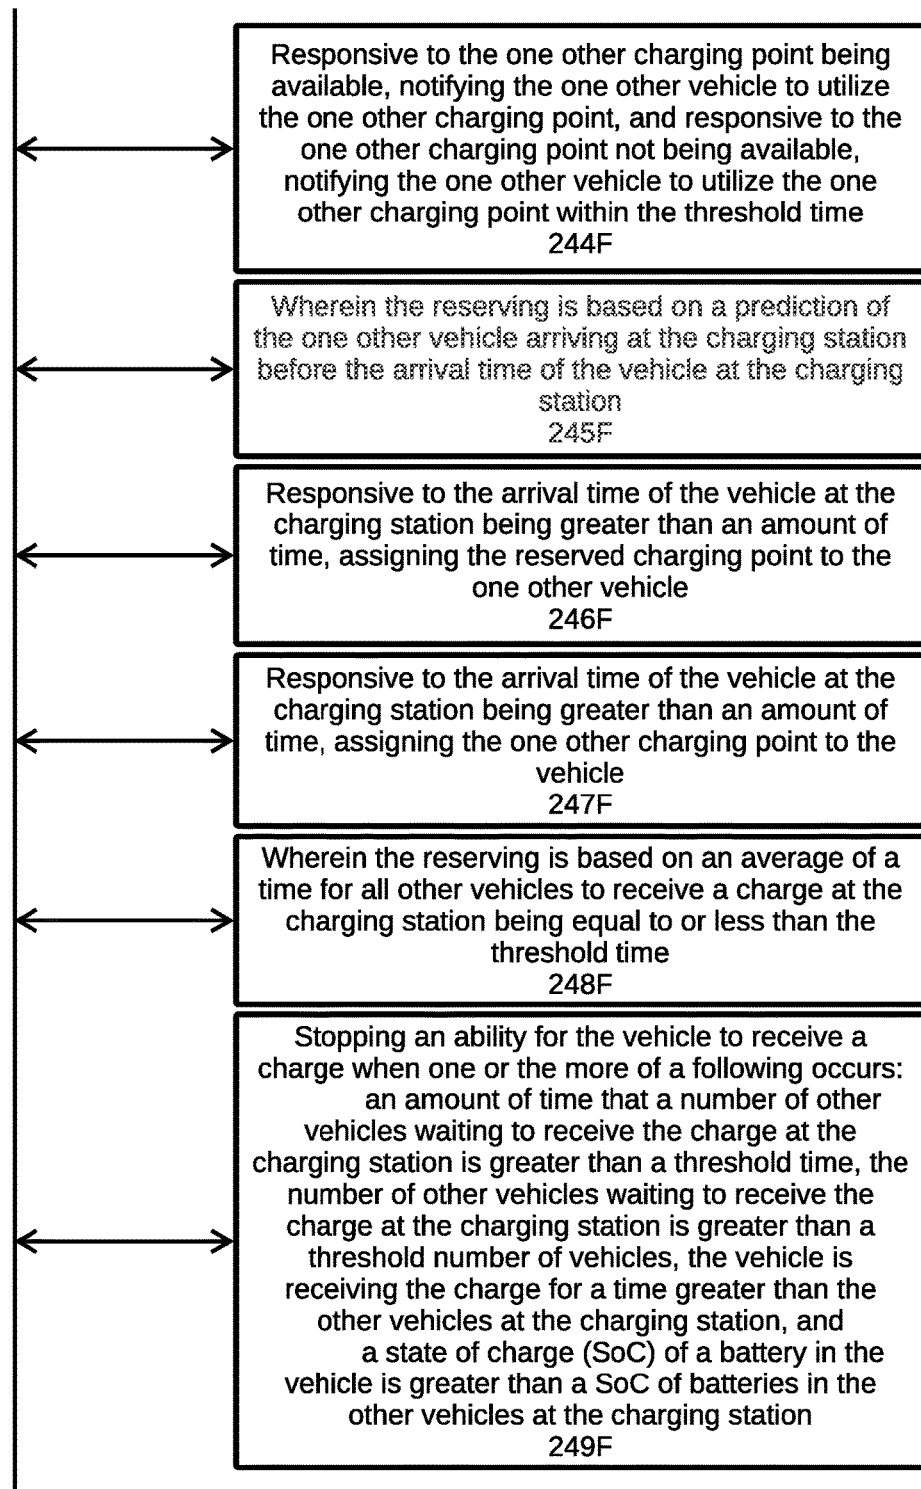 Responsive to the one other charging point being
available, notifying the one other vehicle to utilize
the one other charging point, and responsive to the
one other charging point not being available,
notifying the one other vehicle to utilize the one
other charging point within the threshold time
244F
Wherein the reserving is based on a prediction of
the one other vehicle arriving at the charging station
before the arrival time of the vehicle at the charging
station
245F
Responsive to the arrival time of the vehicle at the
charging station being greater than an amount of
time, assigning the reserved charging point to the
one other vehicle
246F
Responsive to the arrival time of the vehicle at the
charging station being greater than an amount of
time, assigning the one other charging point to the
vehicle
247F
Wherein the reserving is based on an average of a
time for all other vehicles to receive a charge at the
charging station being equal to or less than the
threshold time
248F
Stopping an ability for the vehicle to receive a
charge when one or the more of a following occurs:
an amount of time that a number of other
vehicles waiting to receive the charge at the
charging station is greater than a threshold time, the
number of other vehicles waiting to receive the
charge at the charging station is greater than a
threshold number of vehicles, the vehicle is
receiving the charge for a time greater than the
other vehicles at the charging station, and
a state of charge (SoC) of a battery in the
vehicle is greater than a SoC of batteries in the
other vehicles at the charging station
249F